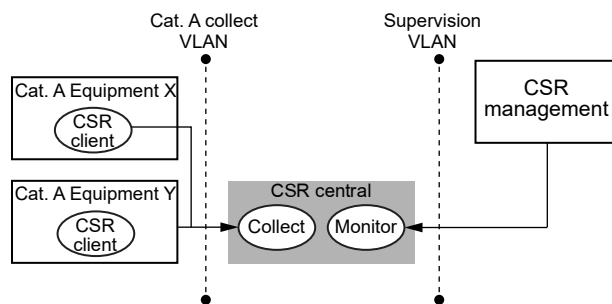 Cat. A collect
VLAN
Supervision
VLAN
Cat. A Equipment X
CSR
client
CSR
management
Cat. A Equipment Y
CSR
client
CSR central
Collect
Monitor